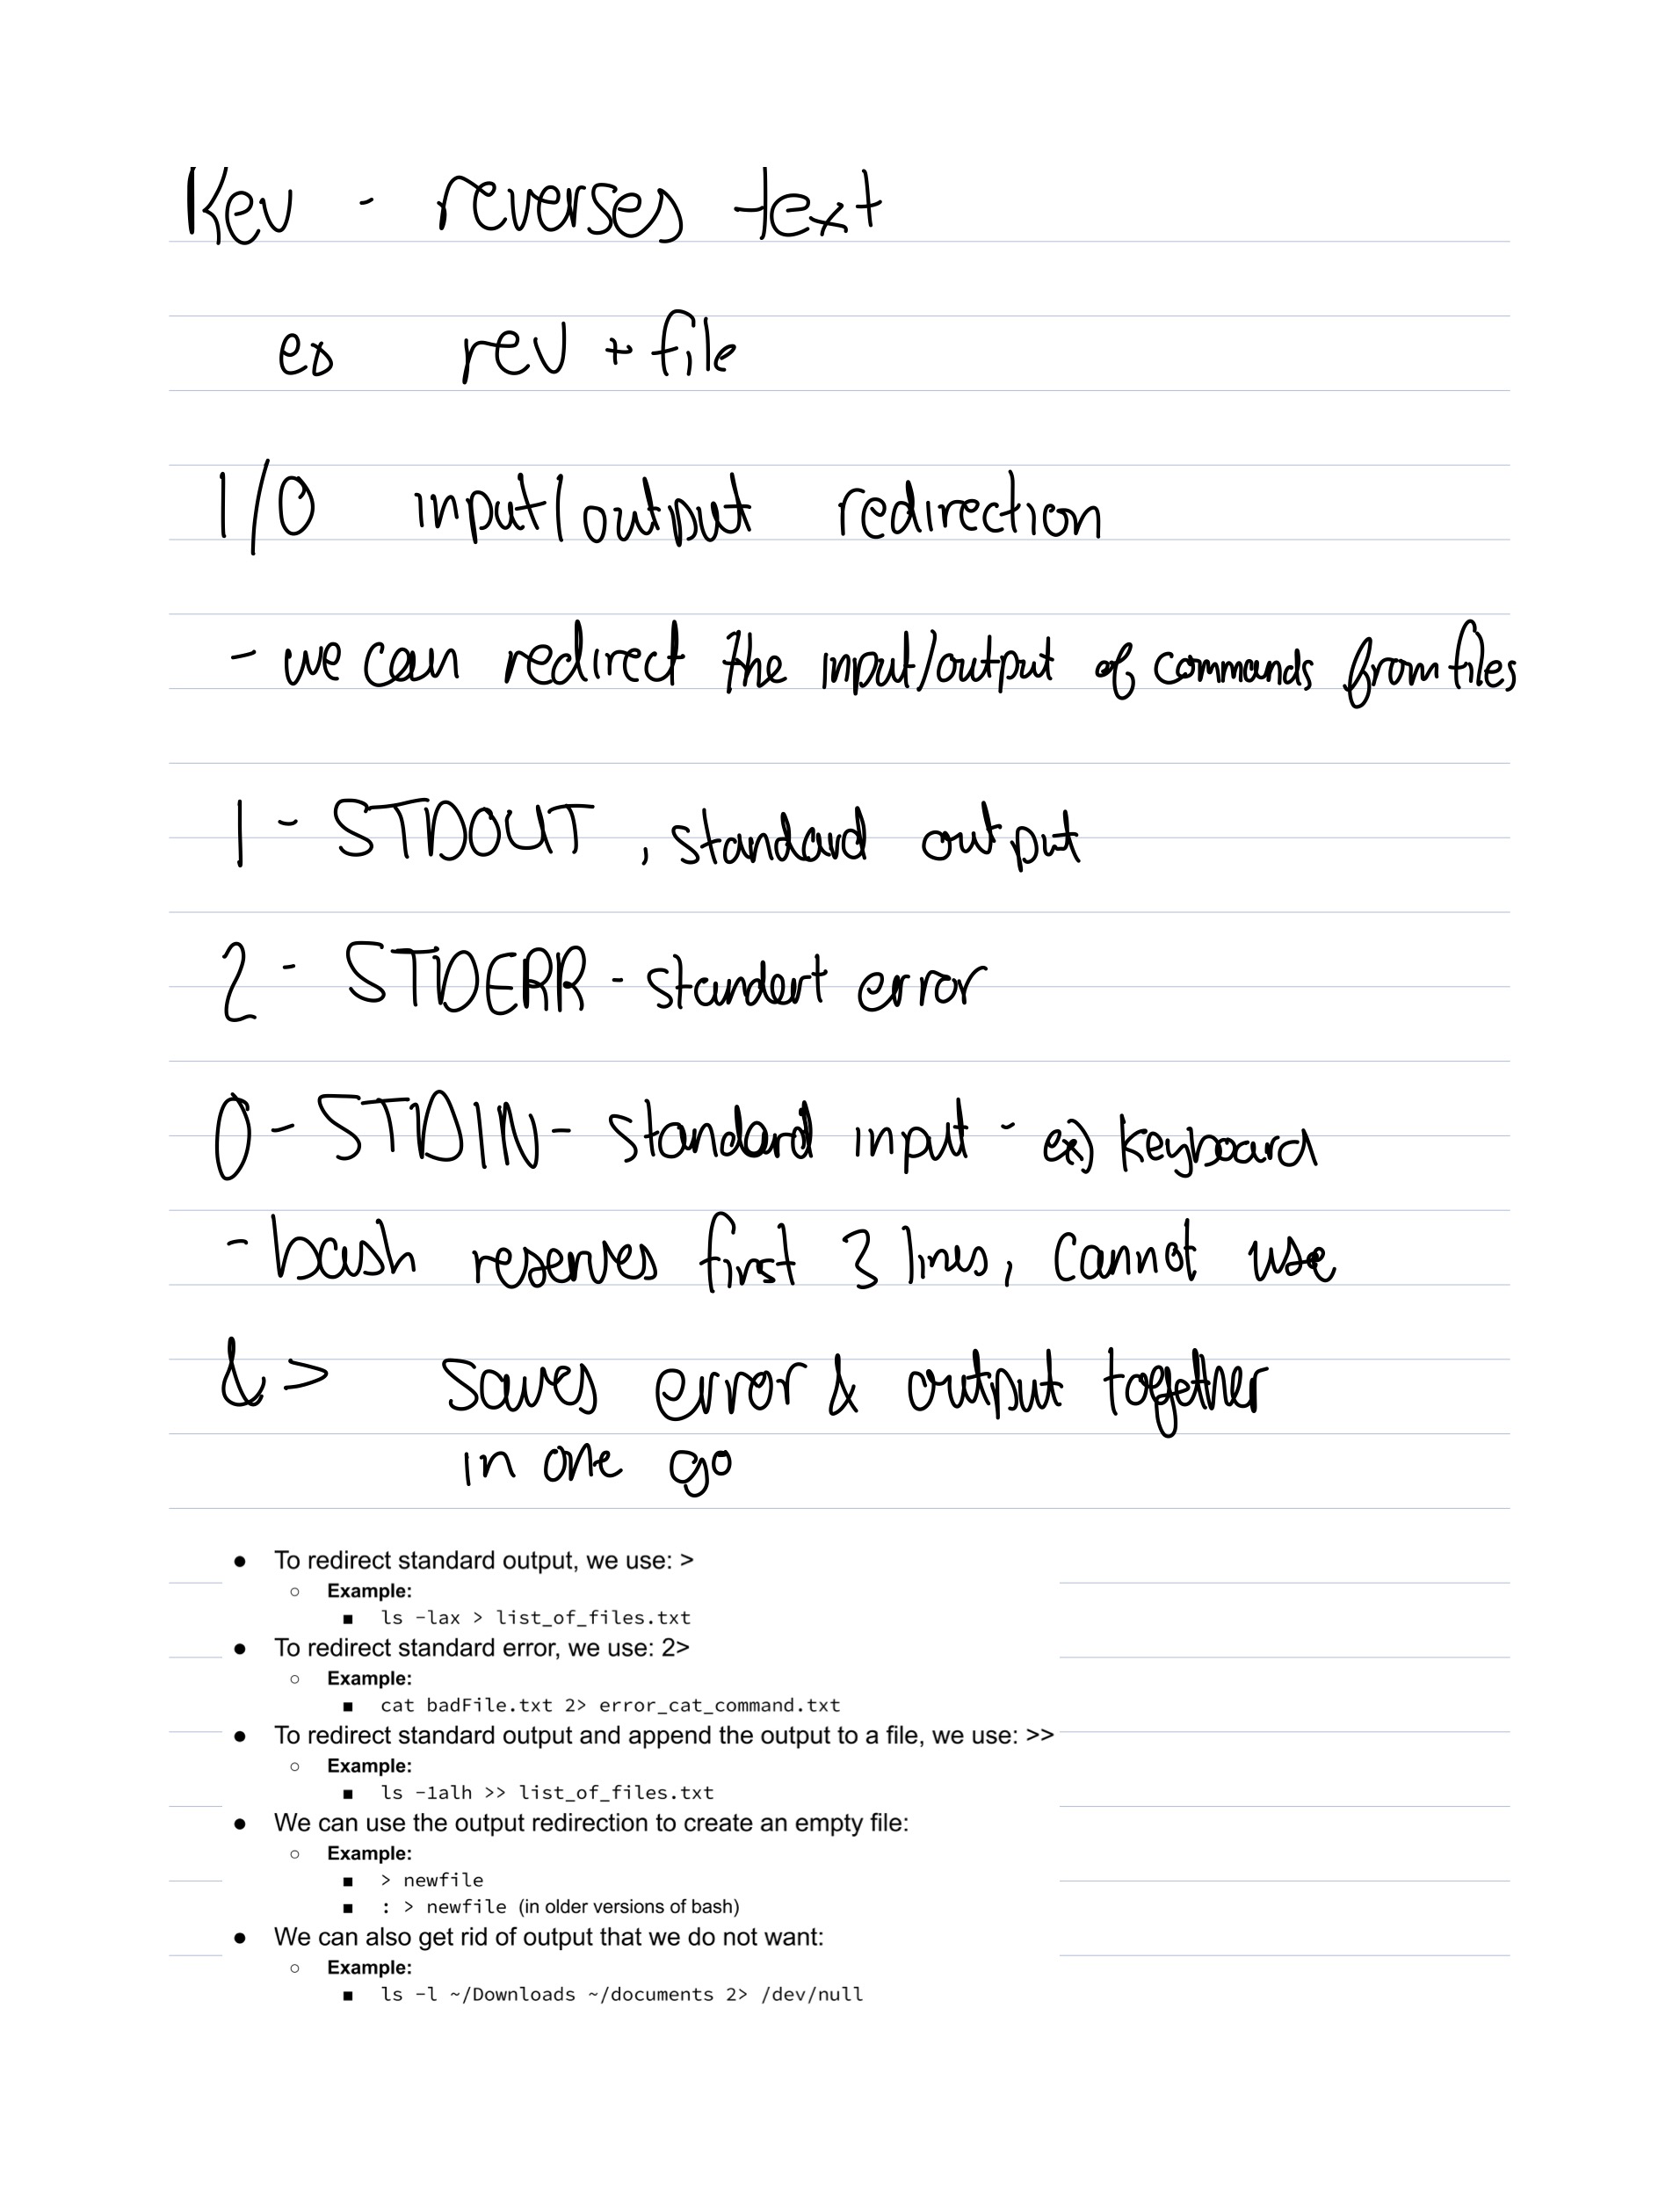 Rev - reverses text
ex rev + file
I/O input/output redirection
- we can redirect the input/output of commands from files
1 - STDOUT, standard output
2 - STDERR - standert error
0 - STDIN - standard input - ex) keyboard
- bash reserves first 3 lines, cannot use
&> saves error & output together
in one go
● To redirect standard output, we use: >
○ Example:
■ ls -lax > list_of_files.txt
● To redirect standard error, we use: 2>
○ Example:
■ cat badFile.txt 2> error_cat_command.txt
● To redirect standard output and append the output to a file, we use: >>
○ Example:
■ ls -1alh >> list_of_files.txt
● We can use the output redirection to create an empty file:
○ Example:
■ > newfile
■ : > newfile (in older versions of bash)
● We can also get rid of output that we do not want:
○ Example:
■ ls -l ~/Downloads ~/documents 2> /dev/null